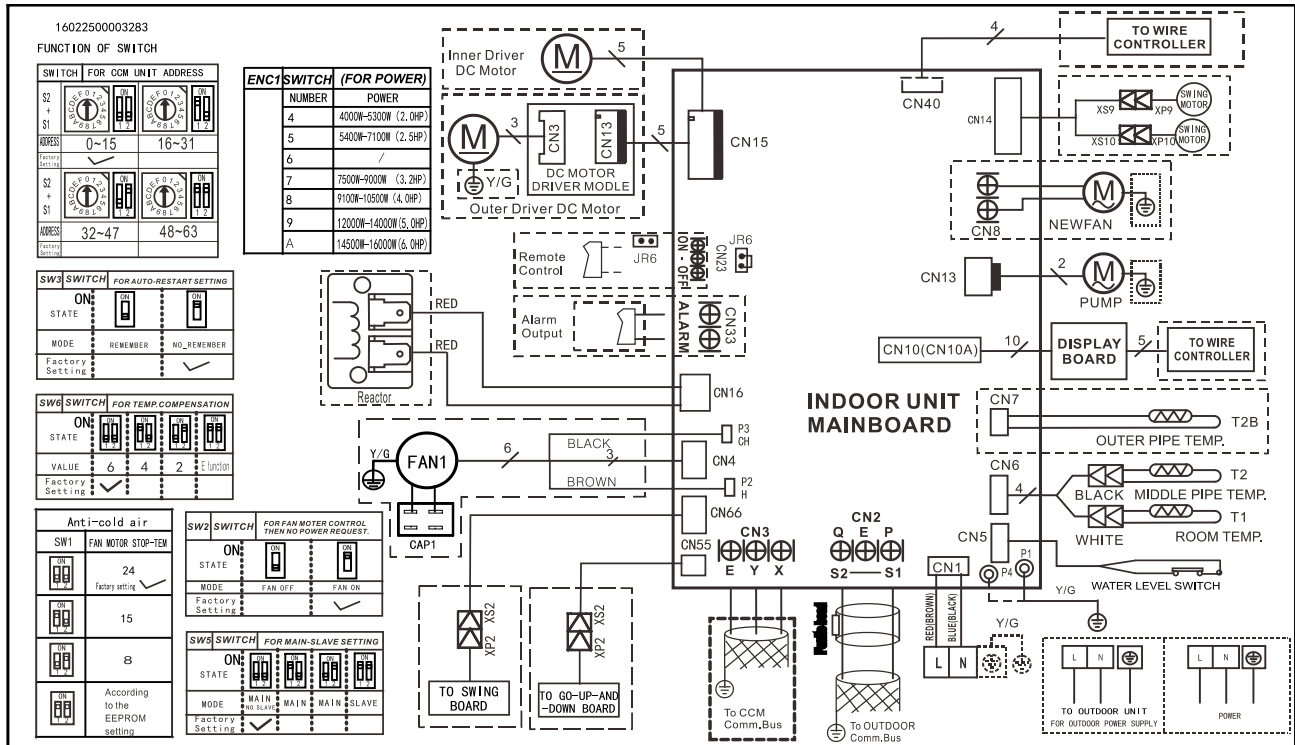 16022500003283
FUNCTION OF SWITCH
SWITCH FOR CCM UNIT ADDRESS
S2
+
S1
ADDRESS 0~15 16~31
Factory
Setting
S2
+
S1
ADDRESS 32~47 48~63
Factory
Setting
SW3 SWITCH FOR AUTO-RESTART SETTING
ON
STATE
MODE REMEMBER NO_REMEMBER
Factory
Setting
SW6 SWITCH FOR TEMP.COMPENSATION
ON
STATE
VALUE 6 4 2 E function
Factory
Setting
Anti-cold air
SW1 FAN MOTOR STOP-TEM
24
Factory setting
15
8
According
to the
EEPROM
setting
ENC1 SWITCH (FOR POWER)
NUMBER POWER
4 4000W-5300W (2.0HP)
5 5400W-7100W (2.5HP)
6 /
7 7500W-9000W (3.2HP)
8 9100W-10500W (4.0HP)
9 12000W-14000W(5.0HP)
A 14500W-16000W(6.0HP)
SW2 SWITCH FOR FAN MOTER CONTROL
THEN NO POWER REQUEST.
ON
STATE
MODE FAN OFF FAN ON
Factory
Setting
SW5 SWITCH FOR MAIN-SLAVE SETTING
ON
STATE
MODE MAIN NO SLAVE MAIN MAIN SLAVE
Factory
Setting
Inner Driver
DC Motor
M
5
M
3
CN3
CN13
5
CN15
Y/G
DC MOTOR
DRIVER MODLE
Outer Driver DC Motor
Remote
Control
JR6
ON-OFF
CN23
JR6
Alarm
Output
ALARM
CN33
RED
RED
Reactor
CN16
Y/G
FAN1
6
BLACK
3
BROWN
P3
CH
CN4
P2
H
CAP1
CN66
CN55
XS2
XP2
TO SWING
BOARD
XS2
XP2
TO GO-UP-AND
-DOWN BOARD
INDOOR UNIT
MAINBOARD
CN3
E Y X
To CCM
Comm.Bus
CN2
Q E P
S2 S1
To OUTDOOR
Comm.Bus
CN1
RED(BROWN)
BLUE(BLACK)
L N
Y/G
4
TO WIRE
CONTROLLER
CN40
CN14
XS9 XP9
SWING
MOTOR
XS10 XP10
SWING
MOTOR
CN8
M
NEWFAN
CN13
2
M
PUMP
CN10(CN10A)
10
DISPLAY
BOARD
5
TO WIRE
CONTROLLER
CN7
T2B
OUTER PIPE TEMP.
CN6
4
T2
BLACK MIDDLE PIPE TEMP.
T1
WHITE ROOM TEMP.
CN5
P4
P1
WATER LEVEL SWITCH
Y/G
L N
TO OUTDOOR UNIT
FOR OUTDOOR POWER SUPPLY
L N
POWER